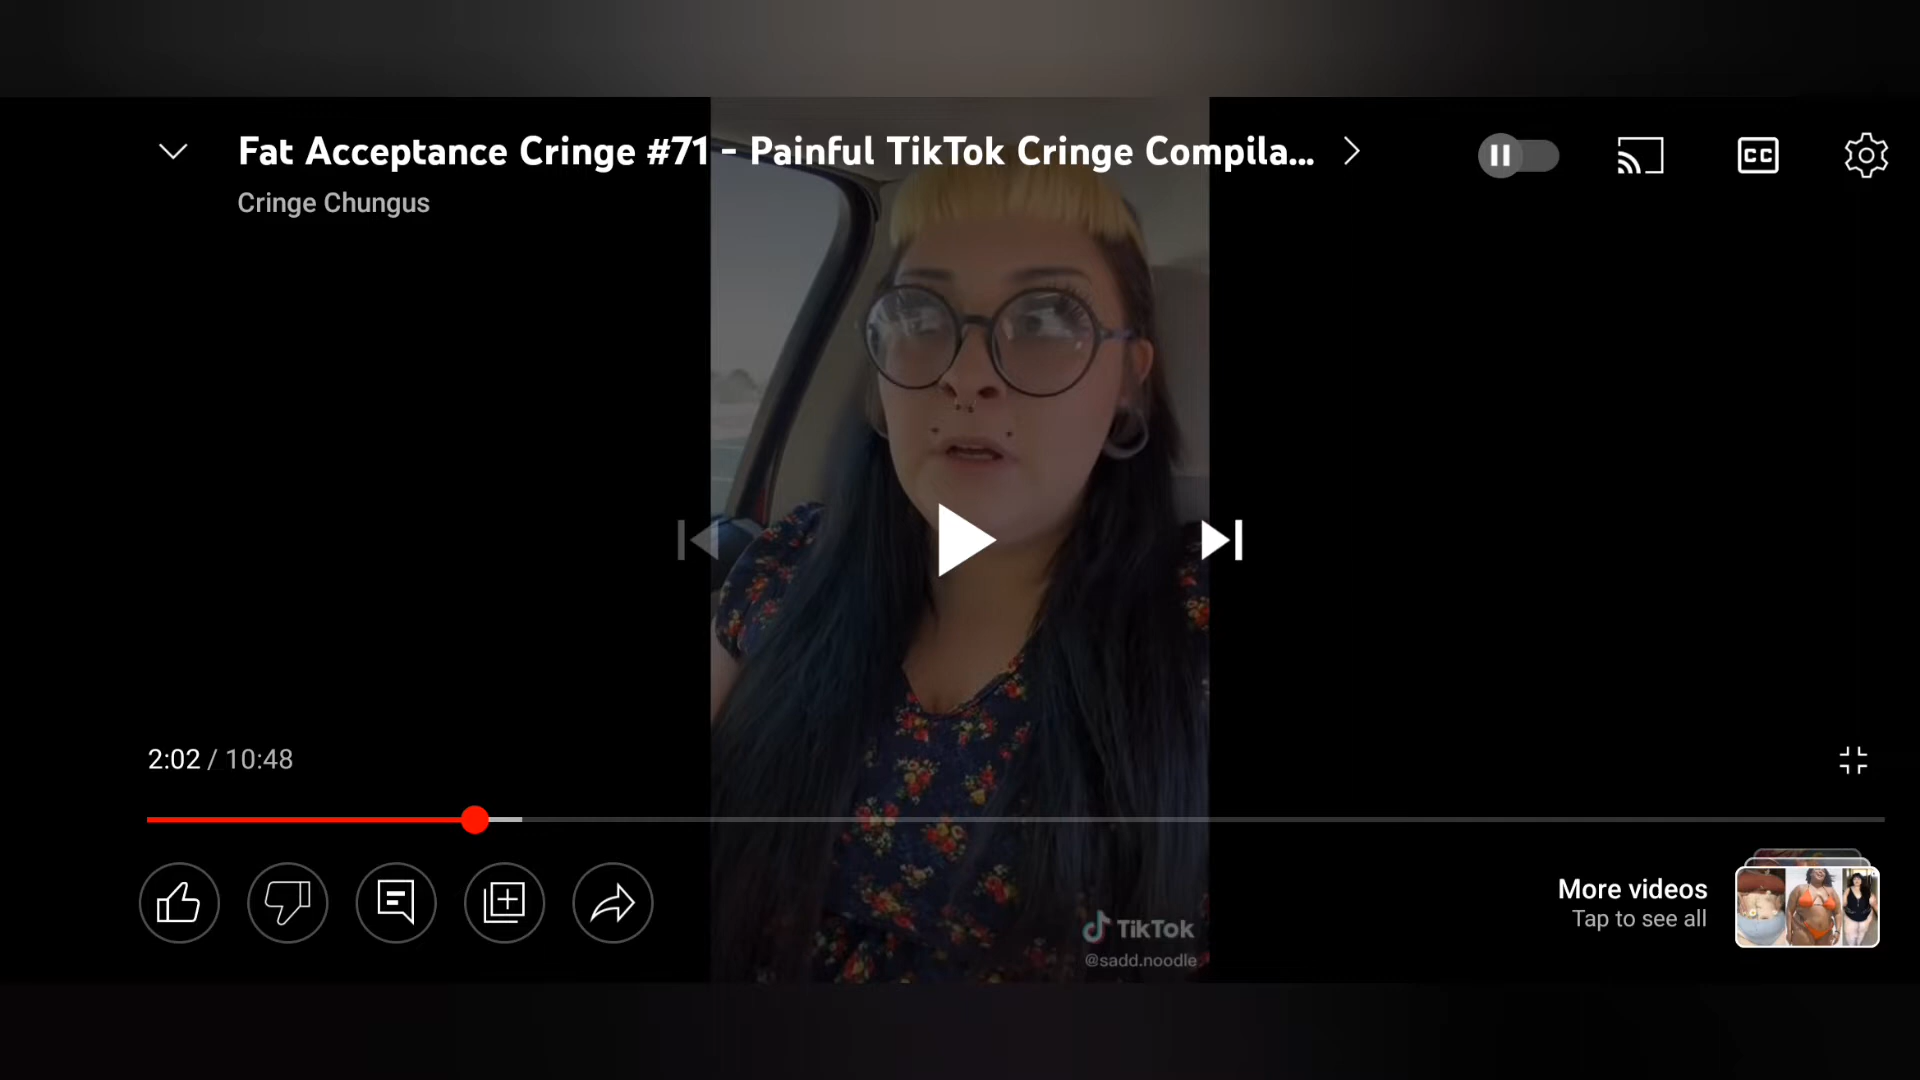 Fat Acceptance Cringe #71 - Painful TikTok Cringe Compila...
Cringe Chungus
CC
2:02 / 10:48
More videos
Tap to see all
TikTok
@sadd.noodle